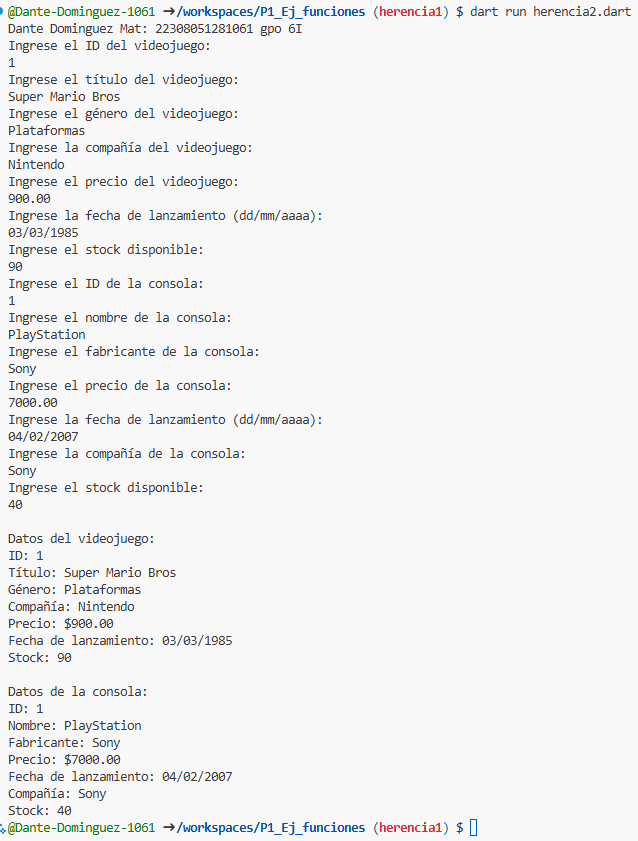 @Dante-Dominguez-1061 ➜/workspaces/P1_Ej_funciones (herencia1) $ dart run herencia2.dart
Dante Dominguez Mat: 22308051281061 gpo 6I
Ingrese el ID del videojuego:
1
Ingrese el título del videojuego:
Super Mario Bros
Ingrese el género del videojuego:
Plataformas
Ingrese la compañía del videojuego:
Nintendo
Ingrese el precio del videojuego:
900.00
Ingrese la fecha de lanzamiento (dd/mm/aaaa):
03/03/1985
Ingrese el stock disponible:
90
Ingrese el ID de la consola:
1
Ingrese el nombre de la consola:
PlayStation
Ingrese el fabricante de la consola:
Sony
Ingrese el precio de la consola:
7000.00
Ingrese la fecha de lanzamiento (dd/mm/aaaa):
04/02/2007
Ingrese la compañía de la consola:
Sony
Ingrese el stock disponible:
40
Datos del videojuego:
ID: 1
Título: Super Mario Bros
Género: Plataformas
Compañía: Nintendo
Precio: $900.00
Fecha de lanzamiento: 03/03/1985
Stock: 90
Datos de la consola:
ID: 1
Nombre: PlayStation
Fabricante: Sony
Precio: $7000.00
Fecha de lanzamiento: 04/02/2007
Compañía: Sony
Stock: 40
@Dante-Dominguez-1061 ➜/workspaces/P1_Ej_funciones (herencia1) $